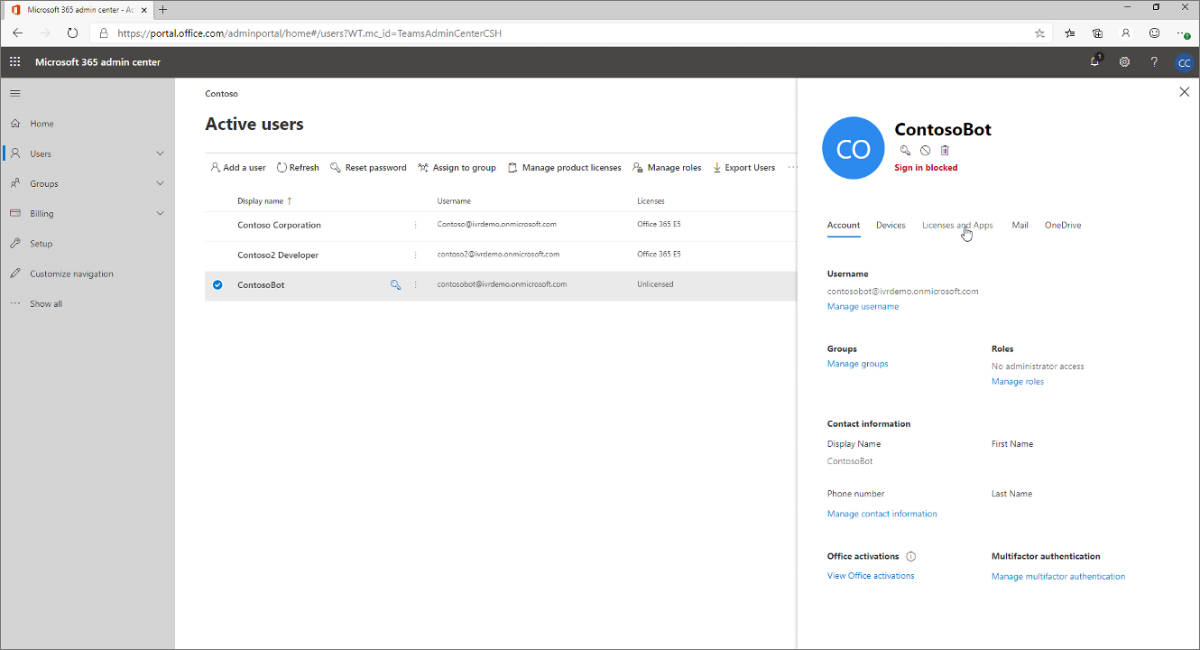 Microsoft 365 admin center - Ac
https://portal.office.com/adminportal/home#/users?WT.mc_id=TeamsAdminCenterCSH
Microsoft 365 admin center
1
?
CC
Home
Users
Groups
Billing
Setup
Customize navigation
Show all
Contoso
Active users
Add a user Refresh Reset password Assign to group Manage product licenses Manage roles Export Users
Display name ↑ Username Licenses
Contoso Corporation Contoso@ivrdemo.onmicrosoft.com Office 365 E5
Contoso2 Developer contoso2@ivrdemo.onmicrosoft.com Office 365 E5
ContosoBot contosobot@ivrdemo.onmicrosoft.com Unlicensed
CO
ContosoBot
Sign in blocked
Account Devices Licenses and Apps Mail OneDrive
Username
contosobot@ivrdemo.onmicrosoft.com
Manage username
Groups
Manage groups
Roles
No administrator access
Manage roles
Contact information
Display Name
ContosoBot
First Name
Phone number
Last Name
Manage contact information
Office activations
View Office activations
Multifactor authentication
Manage multifactor authentication